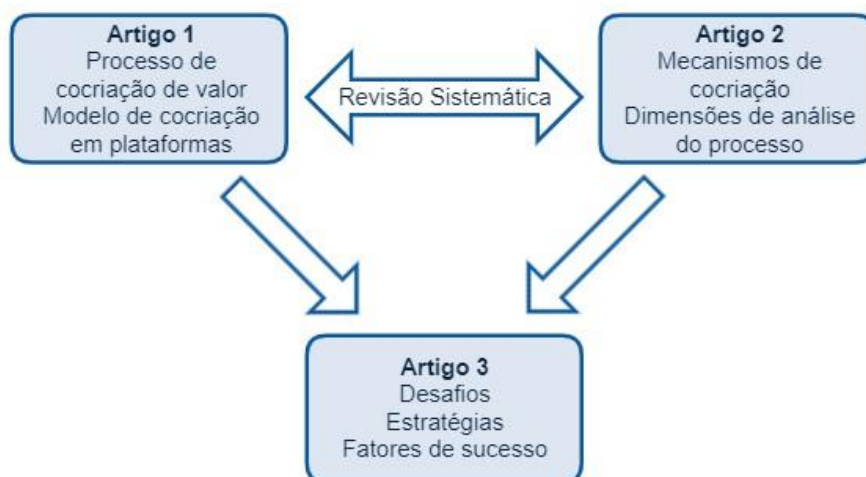 Artigo 1
Processo de
cocriação de valor
Modelo de cocriação
em plataformas
Revisão Sistemática
Artigo 2
Mecanismos de
cocriação
Dimensões de análise
do processo
Artigo 3
Desafios
Estratégias
Fatores de sucesso